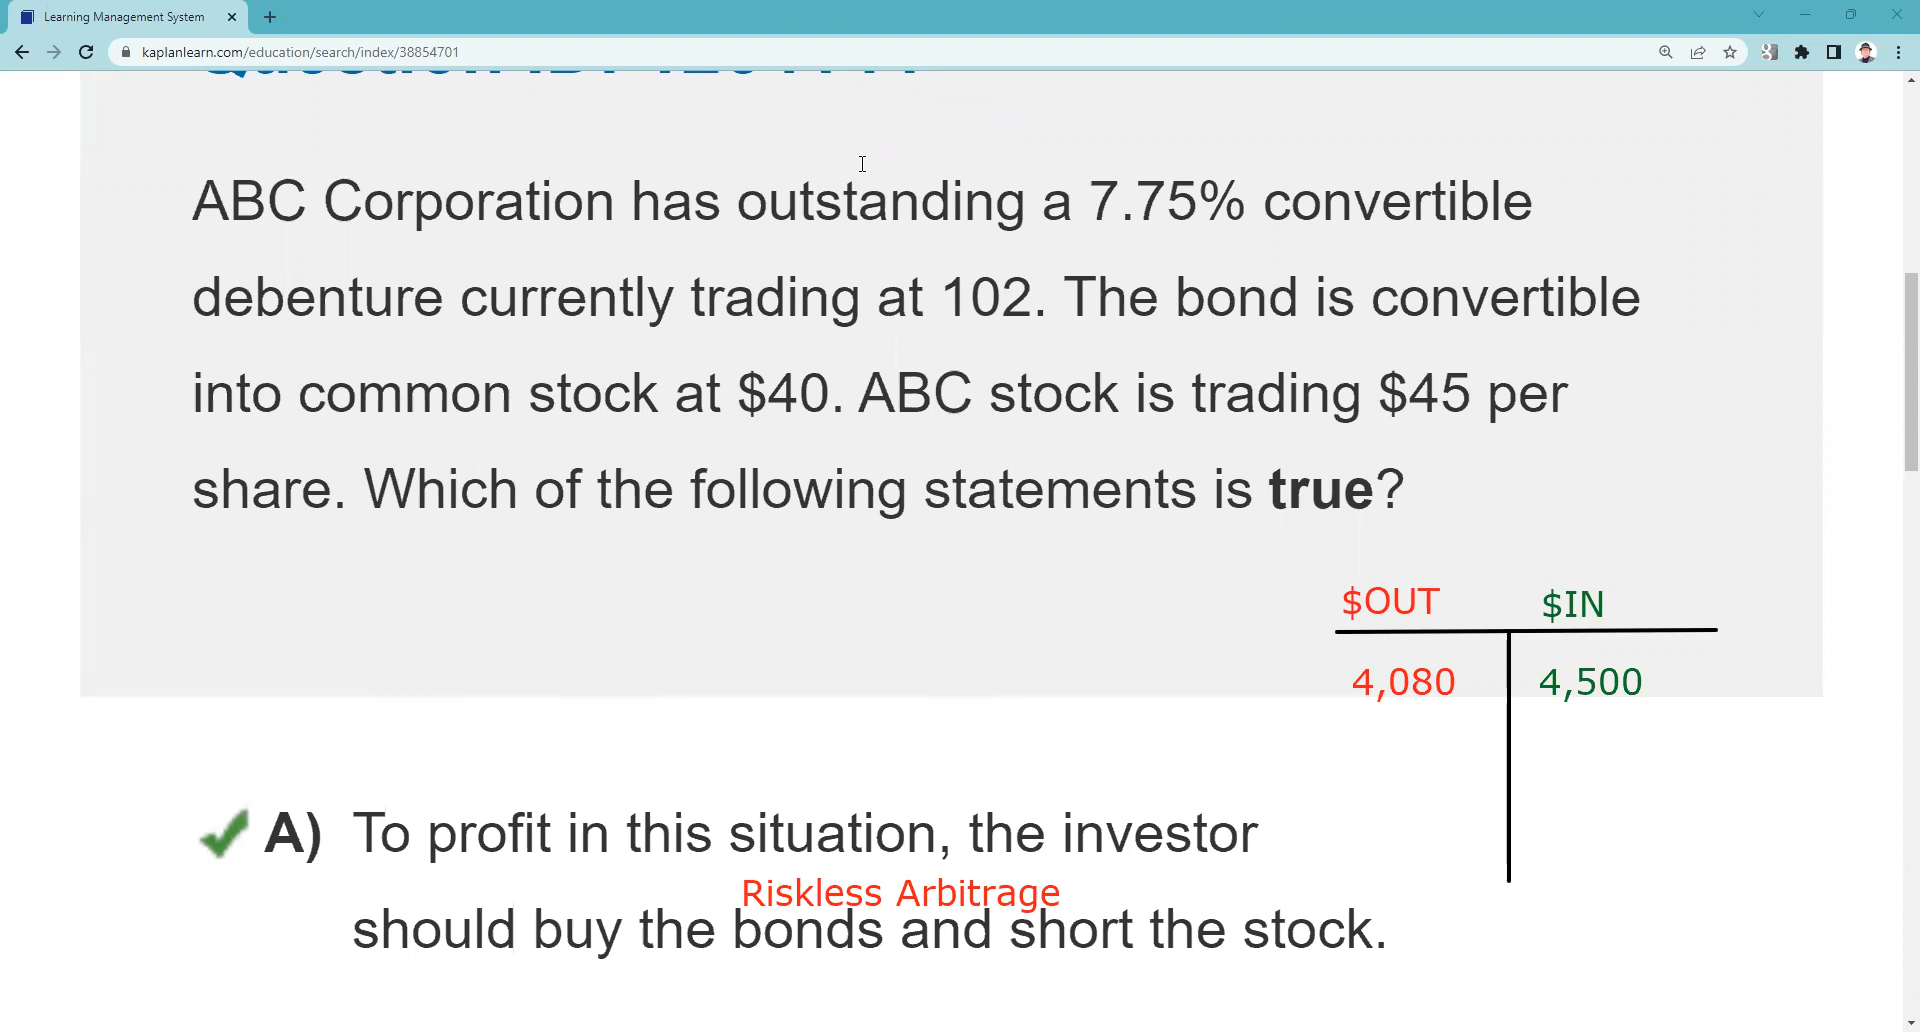 Learning Management System
kaplanlearn.com/education/search/index/38854701
ABC Corporation has outstanding a 7.75% convertible
debenture currently trading at 102. The bond is convertible
into common stock at $40. ABC stock is trading $45 per
share. Which of the following statements is true?
$OUT $IN
4,080 4,500
A) To profit in this situation, the investor
Riskless Arbitrage
should buy the bonds and short the stock.